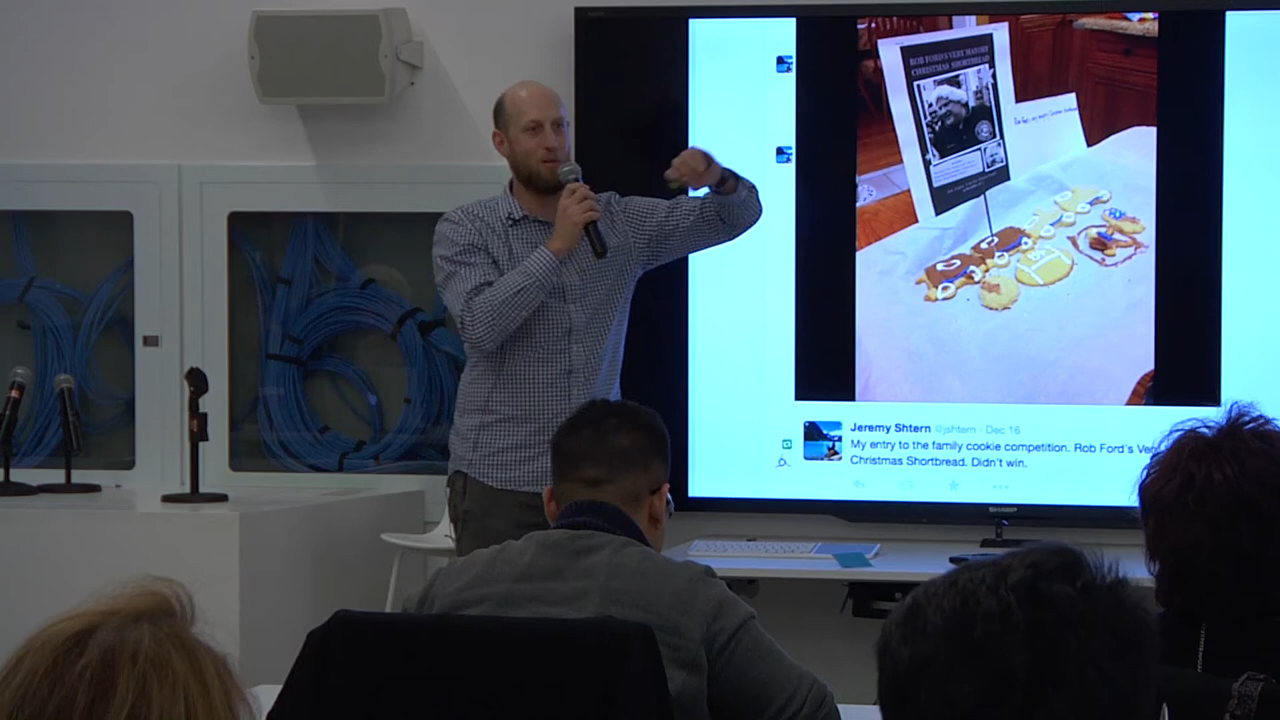 ROB FORD'S VERY MAYORY
CHRISTMAS SHORTBREAD
Jeremy Shtern @jshtern · Dec 16
My entry to the family cookie competition. Rob Ford's Ver
Christmas Shortbread. Didn't win.
SHARP